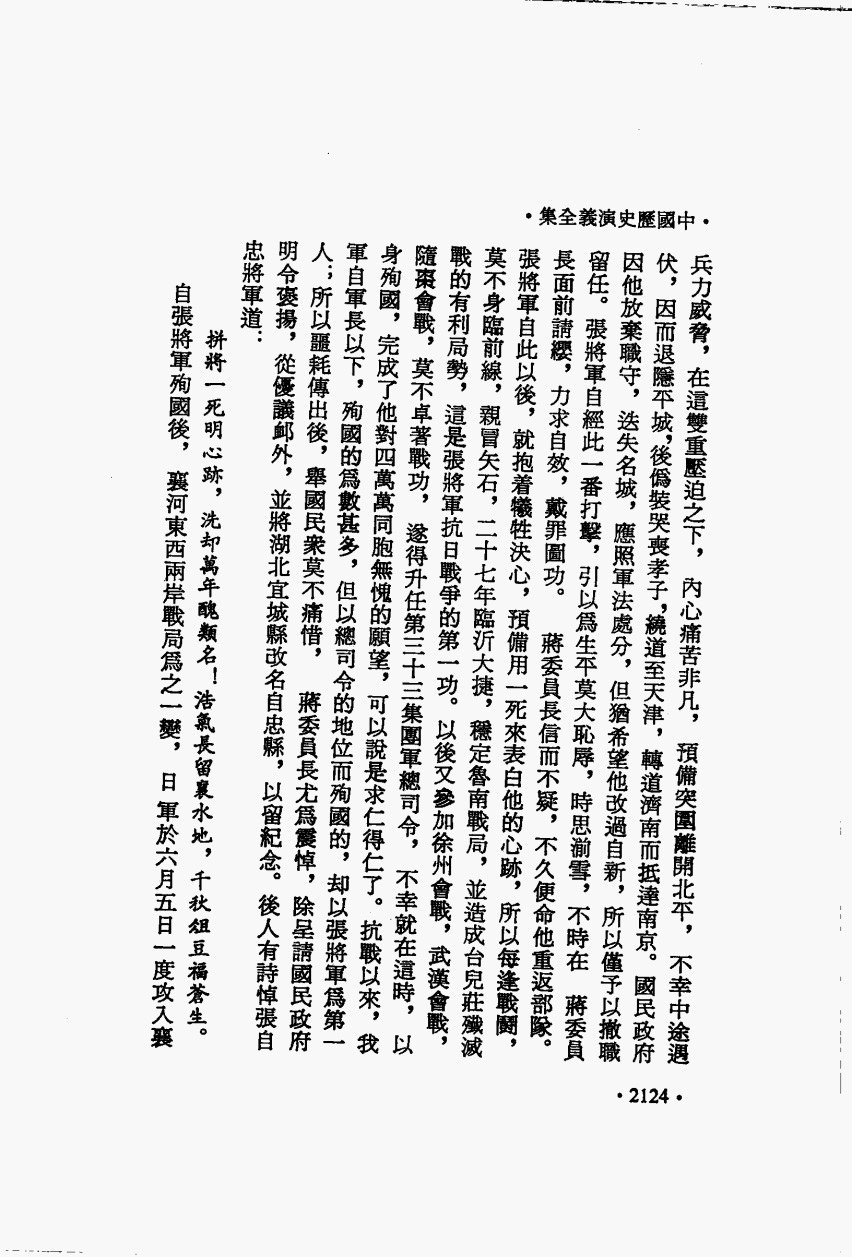 •中國歷史演義全集•
兵力威脅，在這雙重壓迫之下，內心痛苦非凡，預備突圍離開北平，不幸中途遇
伏，因而退隱平城，後僞裝哭喪孝子，繞道至天津，轉道濟南而抵達南京。國民政府
因他放棄職守，迭失名城，應照軍法處分，但猶希望他改過自新，所以僅予以撤職
留任。張將軍自經此一番打擊，引以爲生平莫大恥辱，時思湔雪，不時在　蔣委員
長面前請纓，力求自效，戴罪圖功。　蔣委員長信而不疑，不久便命他重返部隊。
張將軍自此以後，就抱着犧牲決心，預備用一死來表白他的心跡，所以每逢戰鬪，
莫不身臨前線，親冒矢石，二十七年臨沂大捷，穩定魯南戰局，並造成台兒莊殲滅
戰的有利局勢，這是張將軍抗日戰爭的第一功。以後又參加徐州會戰，武漢會戰，
隨棗會戰，莫不卓著戰功，遂得升任第三十三集團軍總司令，不幸就在這時，以
身殉國，完成了他對四萬萬同胞無愧的願望，可以說是求仁得仁了。抗戰以來，我
軍自軍長以下，殉國的爲數甚多，但以總司令的地位而殉國的，却以張將軍爲第一
人；所以噩耗傳出後，舉國民衆莫不痛惜，　蔣委員長尤爲震悼，除呈請國民政府
明令褒揚，從優議卹外，並將湖北宜城縣改名自忠縣，以留紀念。後人有詩悼張自
忠將軍道：
拼將一死明心跡，洗却萬年醜類名！浩氣長留襄水地，千秋俎豆福蒼生。
自張將軍殉國後，襄河東西兩岸戰局爲之一變，日軍於六月五日一度攻入襄
•2124•